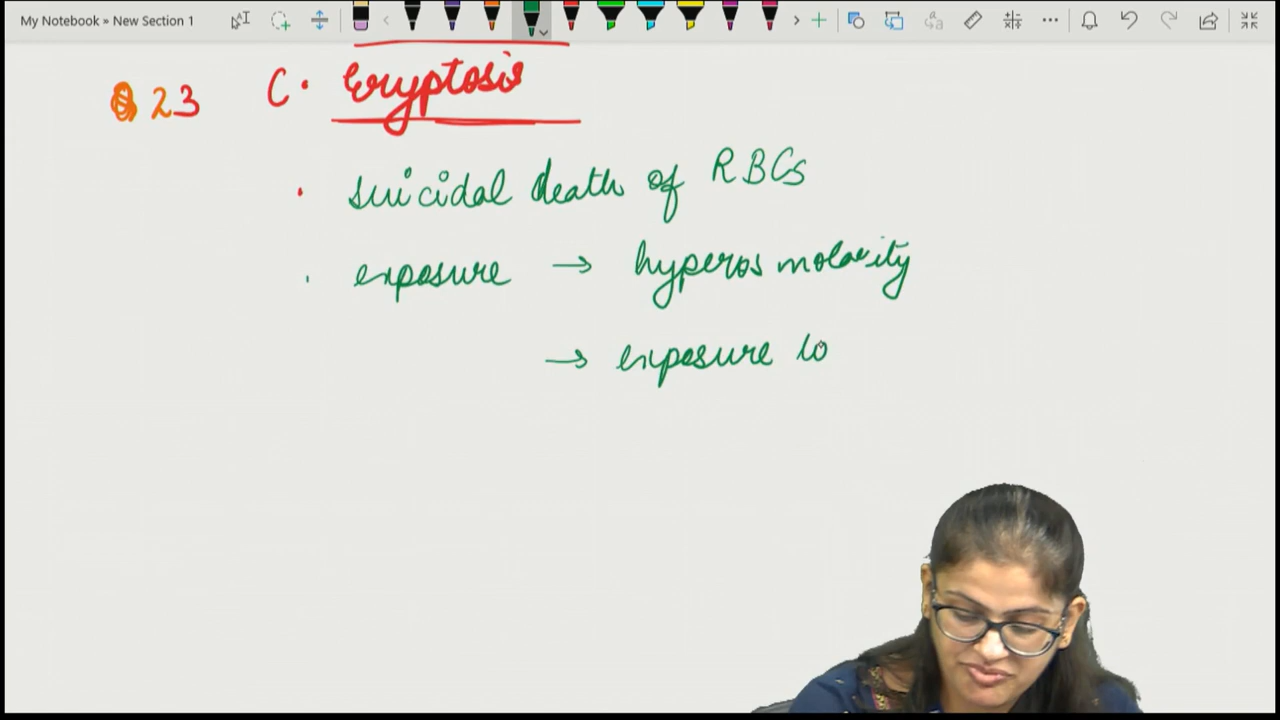 My Notebook » New Section 1
Q 23 C. Eryptosis
suicidal death of RBCs
exposure → hyperosmolarity
→ exposure to